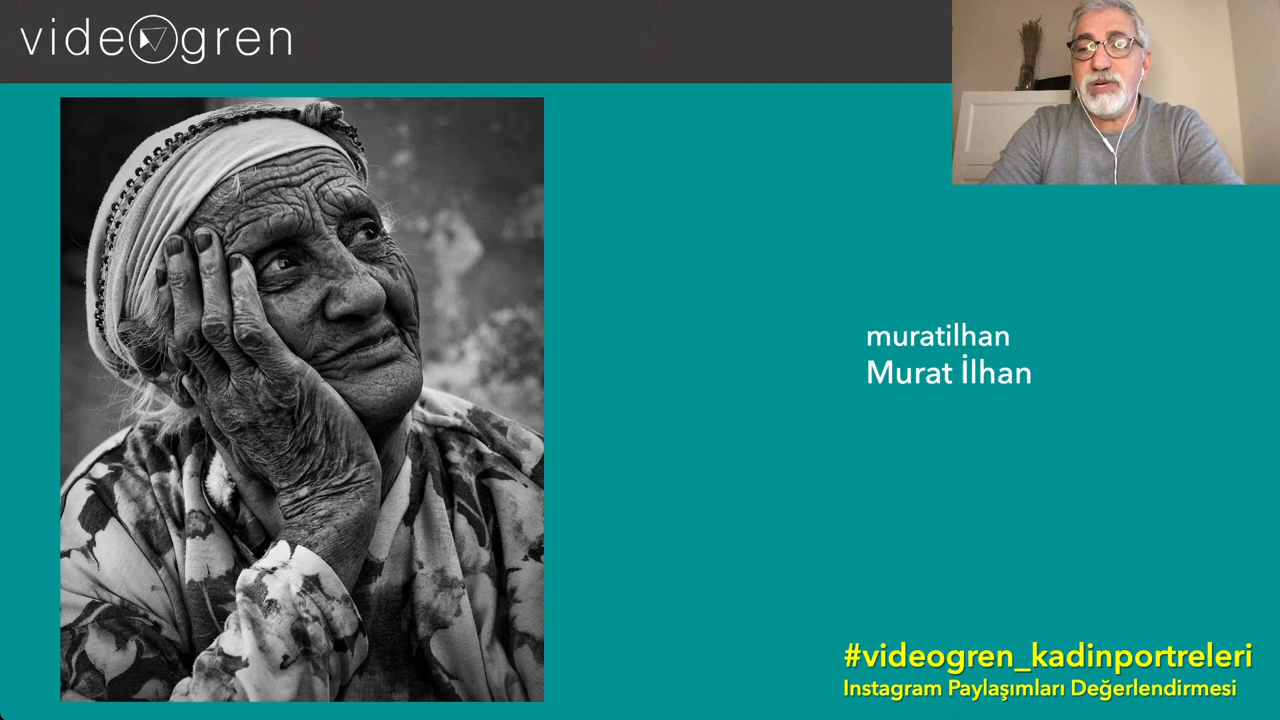 videogren
muratilhan
Murat İlhan
#videogren_kadinportreleri
Instagram Paylaşımları Değerlendirmesi